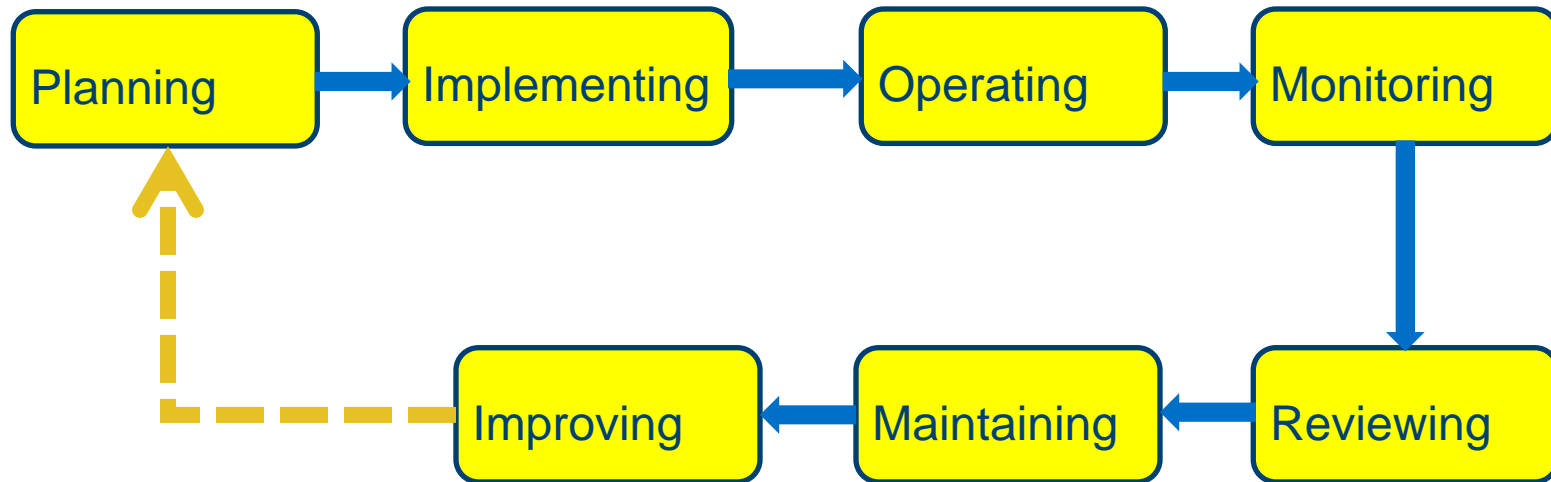 Planning
Implementing
Operating
Monitoring
Reviewing
Maintaining
Improving